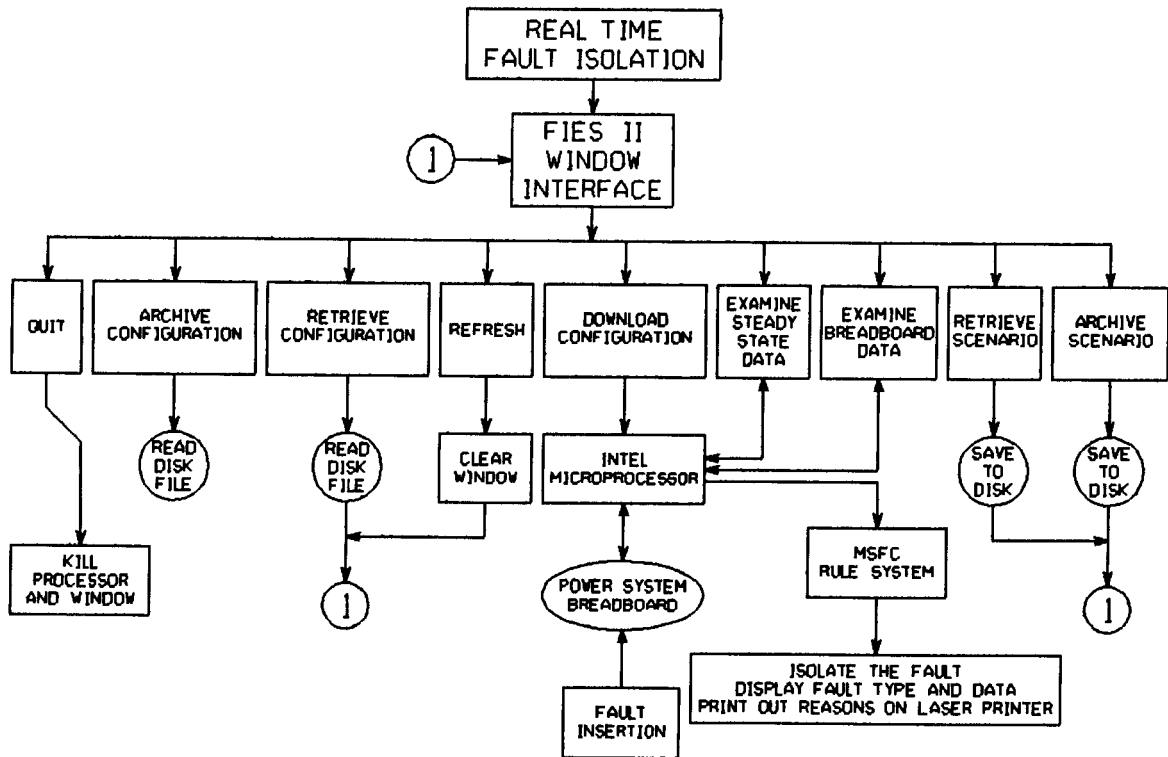 REAL TIME
FAULT ISOLATION
FIES II
WINDOW
INTERFACE
1
QUIT
ARCHIVE
CONFIGURATION
RETRIEVE
CONFIGURATION
REFRESH
DOWNLOAD
CONFIGURATION
EXAMINE
STEADY
STATE
DATA
EXAMINE
BREADBOARD
DATA
RETRIEVE
SCENARIO
ARCHIVE
SCENARIO
READ
DISK
FILE
READ
DISK
FILE
CLEAR
WINDOW
INTEL
MICROPROCESSOR
SAVE
TO
DISK
SAVE
TO
DISK
KILL
PROCESSOR
AND WINDOW
1
POWER SYSTEM
BREADBOARD
MSFC
RULE SYSTEM
1
FAULT
INSERTION
ISOLATE THE FAULT
DISPLAY FAULT TYPE AND DATA
PRINT OUT REASONS ON LASER PRINTER